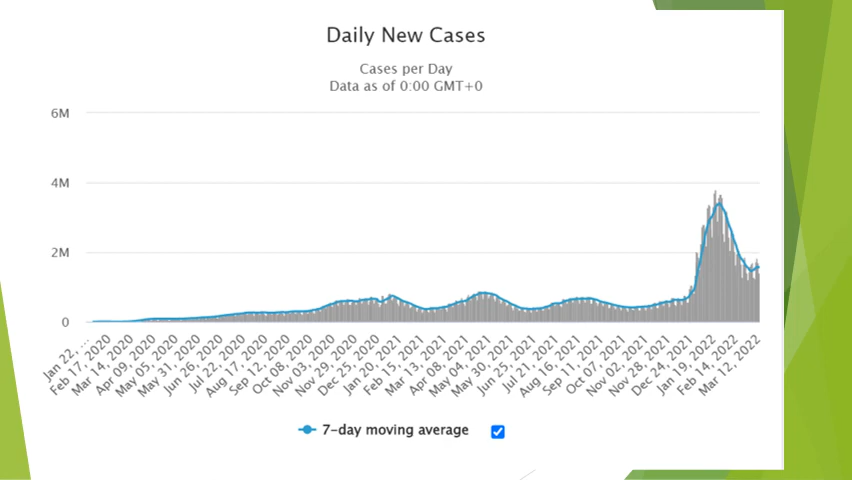 Daily New Cases
Cases per Day
Data as of 0:00 GMT+0
6M
4M
2M
0
Jan 22, ...
Feb 17, 2020
Mar 14, 2020
Apr 09, 2020
May 05, 2020
May 31, 2020
Jun 26, 2020
Jul 22, 2020
Aug 17, 2020
Sep 12, 2020
Oct 08, 2020
Nov 03, 2020
Nov 29, 2020
Dec 25, 2020
Jan 20, 2021
Feb 15, 2021
Mar 13, 2021
Apr 08, 2021
May 04, 2021
May 30, 2021
Jun 25, 2021
Jul 21, 2021
Aug 16, 2021
Sep 11, 2021
Oct 07, 2021
Nov 02, 2021
Nov 28, 2021
Dec 24, 2021
Jan 19, 2022
Feb 14, 2022
Mar 12, 2022
7-day moving average